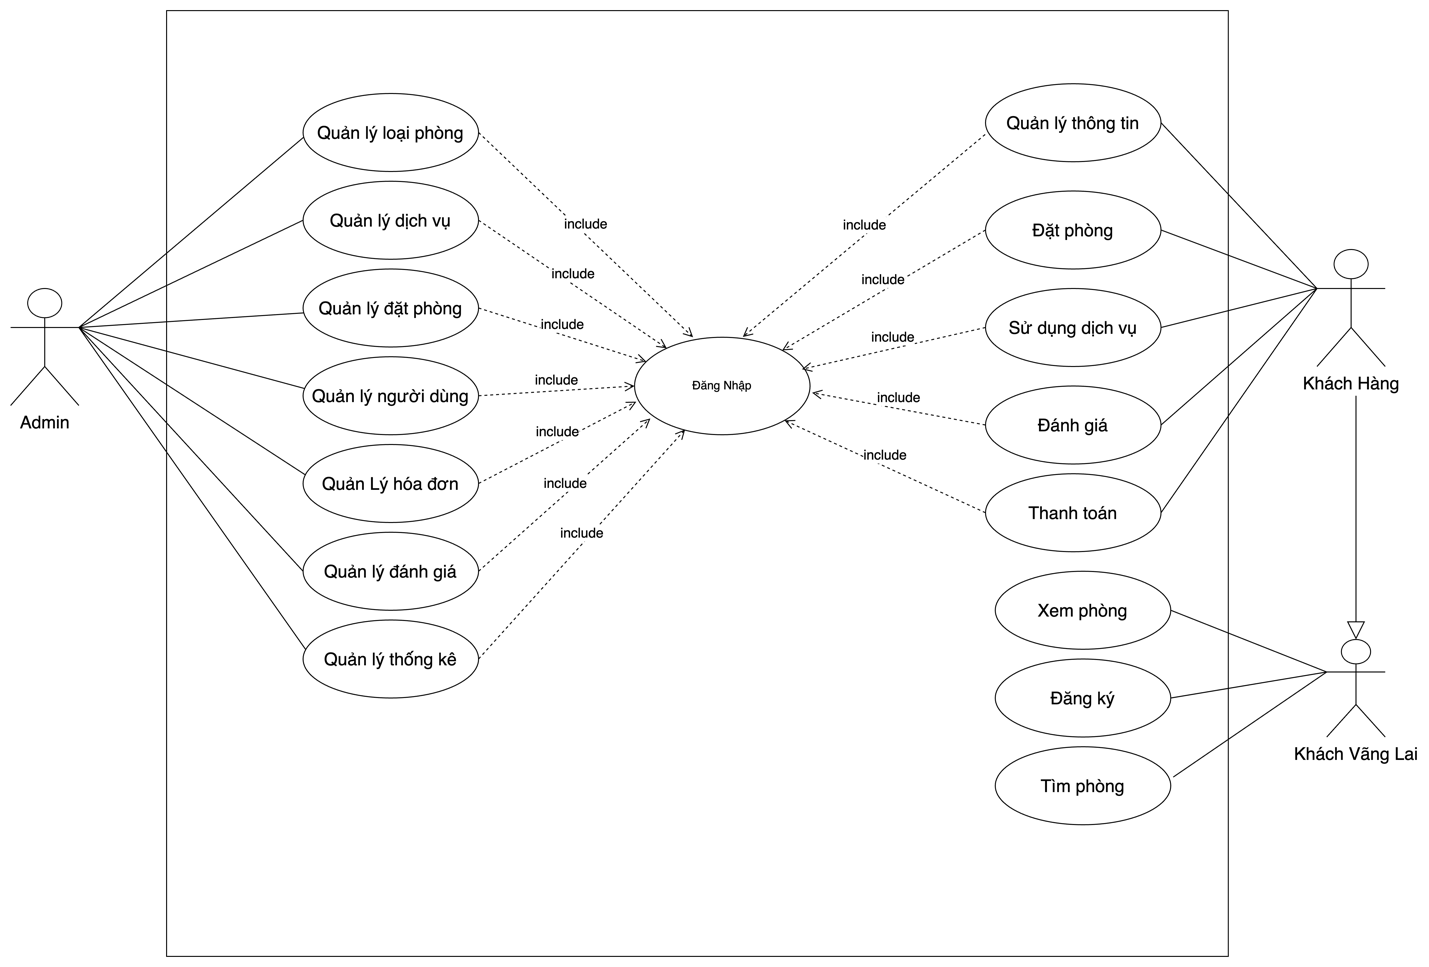 Quản lý loại phòng
Quản lý dịch vụ
Quản lý đặt phòng
Quản lý người dùng
Quản Lý hóa đơn
Quản lý đánh giá
Quản lý thống kê
Admin
include
include
include
include
include
include
include
Đăng Nhập
include
include
include
include
include
Quản lý thông tin
Đặt phòng
Sử dụng dịch vụ
Đánh giá
Thanh toán
Xem phòng
Đăng ký
Tìm phòng
Khách Hàng
Khách Vãng Lai